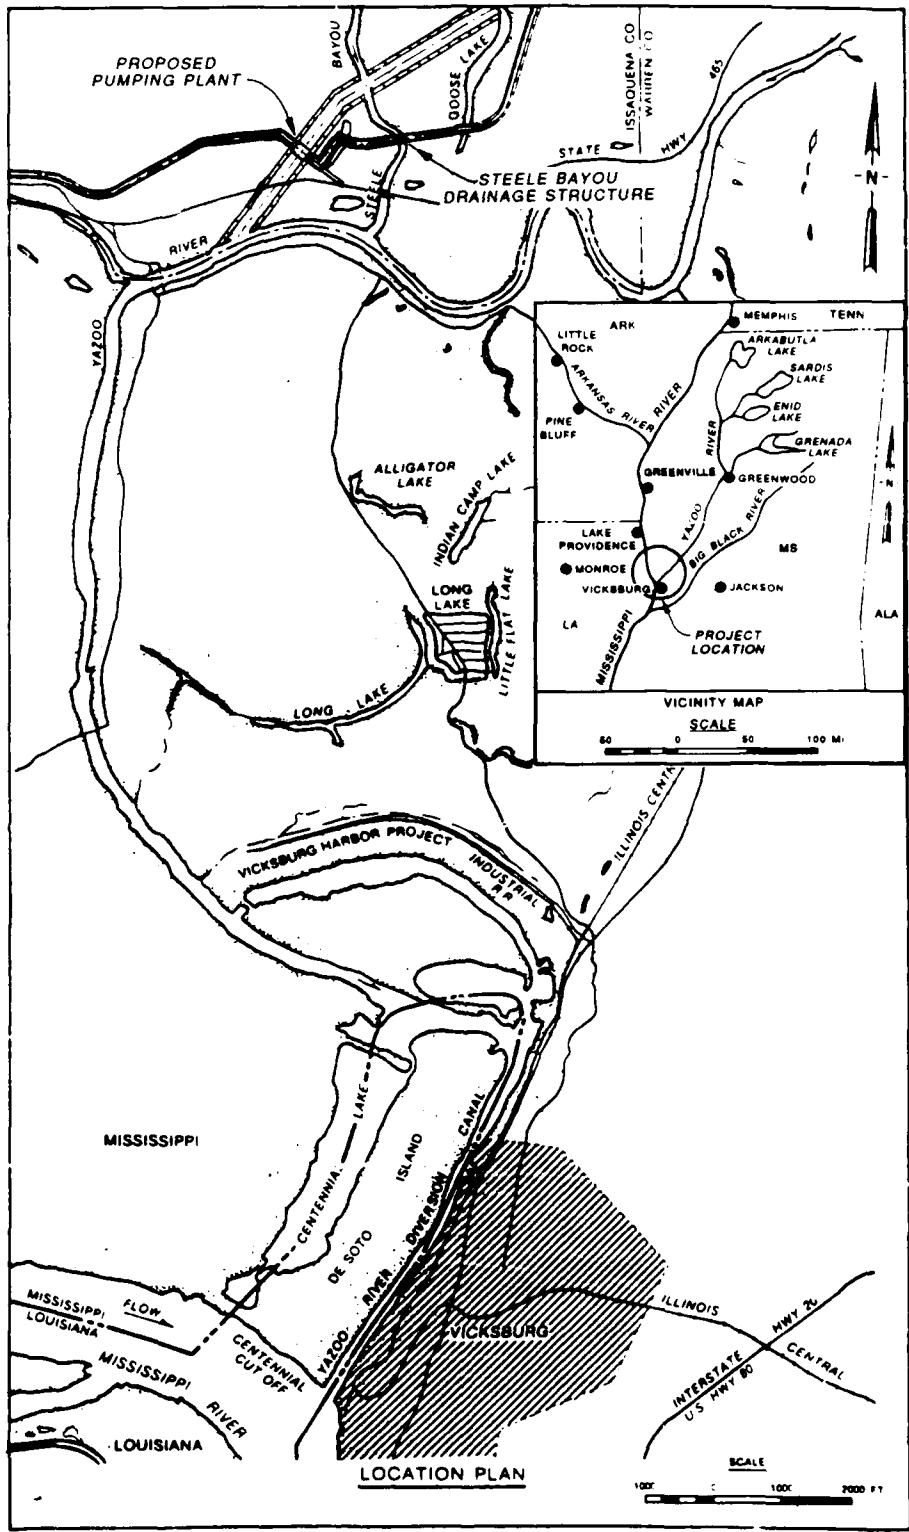 PROPOSED
PUMPING PLANT
BAYOU
GOOSE LAKE
ISSAQUENA CO
WARREN CO
STATE HWY 465
-N-
STEELE BAYOU
DRAINAGE STRUCTURE
STEELE
RIVER
YAZOO
ALLIGATOR
LAKE
INDIAN CAMP LAKE
LONG
LAKE
LITTLE FLAT LAKE
LONG LAKE
ARK
MEMPHIS
TENN
LITTLE
ROCK
ARKABUTLA
LAKE
SARDIS
LAKE
ENID
LAKE
GRENADA
LAKE
ARKANSAS RIVER
RIVER
PINE
BLUFF
RIVER
GREENVILLE
GREENWOOD
-N-
YAZOO
BIG BLACK RIVER
LAKE
PROVIDENCE
MS
MONROE
VICKSBURG
JACKSON
LA
ALA
MISSISSIPPI
PROJECT
LOCATION
VICINITY MAP
SCALE
50 0 50 100 MI
ILLINOIS CENT
VICKSBURG HARBOR PROJECT
INDUSTRIAL
RR
MISSISSIPPI
CENTENNIAL LAKE
DE SOTO ISLAND
YAZOO RIVER DIVERSION CANAL
MISSISSIPPI
LOUISIANA
FLOW
CENTENNIAL
CUT OFF
MISSISSIPPI RIVER
LOUISIANA
VICKSBURG
ILLINOIS CENTRAL
INTERSTATE HWY 20
U S HWY 80
LOCATION PLAN
SCALE
1000 2000 FT